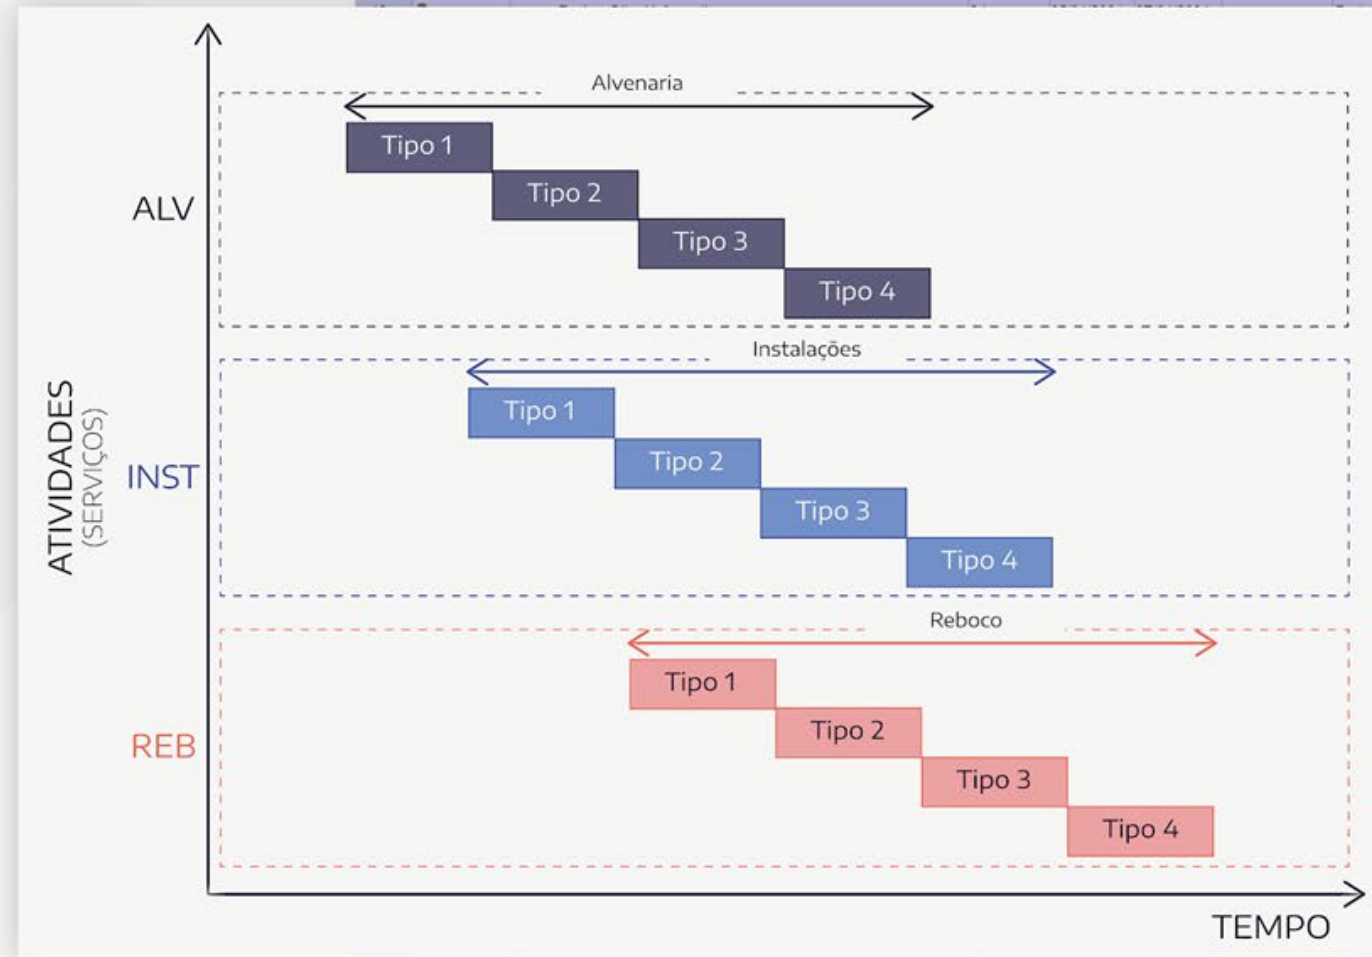 Alvenaria
Tipo 1
Tipo 2
Tipo 3
Tipo 4
ALV
Instalações
Tipo 1
Tipo 2
Tipo 3
Tipo 4
INST
ATIVIDADES
(SERVIÇOS)
Reboco
Tipo 1
Tipo 2
Tipo 3
Tipo 4
REB
TEMPO